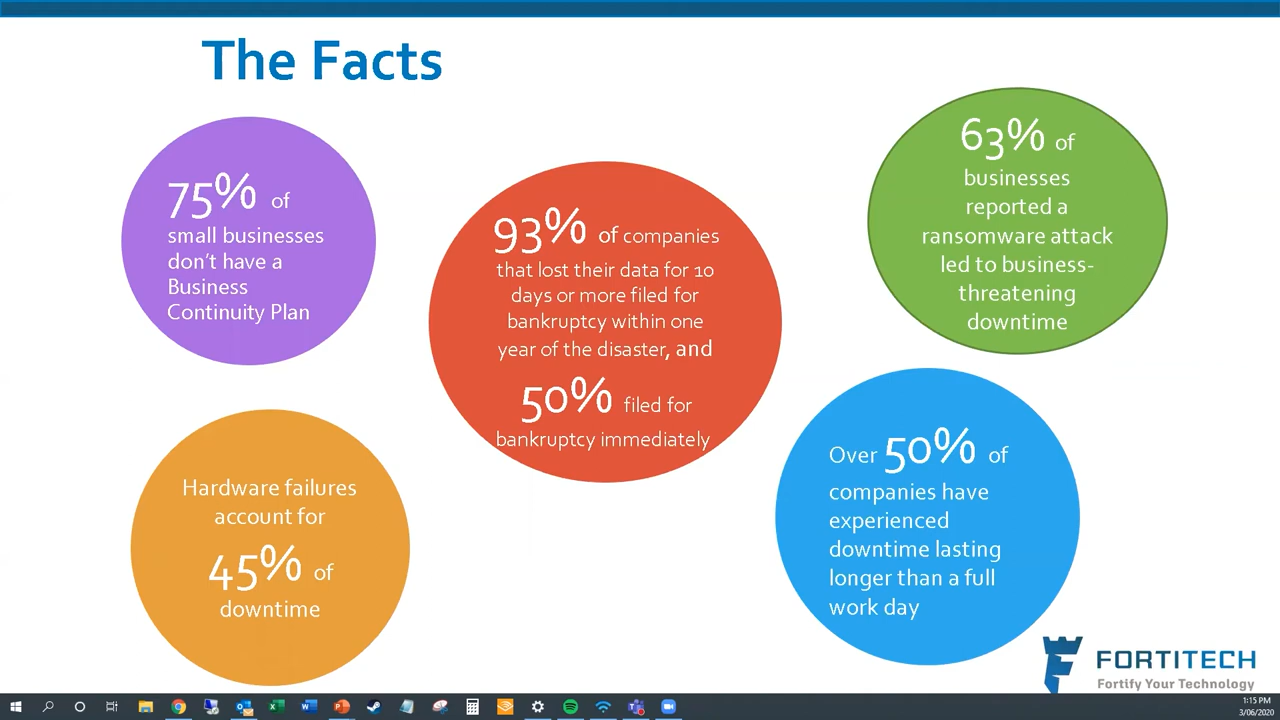 The Facts
75% of
small businesses
don't have a
Business
Continuity Plan
93% of companies
that lost their data for 10
days or more filed for
bankruptcy within one
year of the disaster, and
50% filed for
bankruptcy immediately
63% of
businesses
reported a
ransomware attack
led to business-
threatening
downtime
Hardware failures
account for
45% of
downtime
Over 50% of
companies have
experienced
downtime lasting
longer than a full
work day
FORTITECH
Fortify Your Technology
1:15 PM
3/06/2020